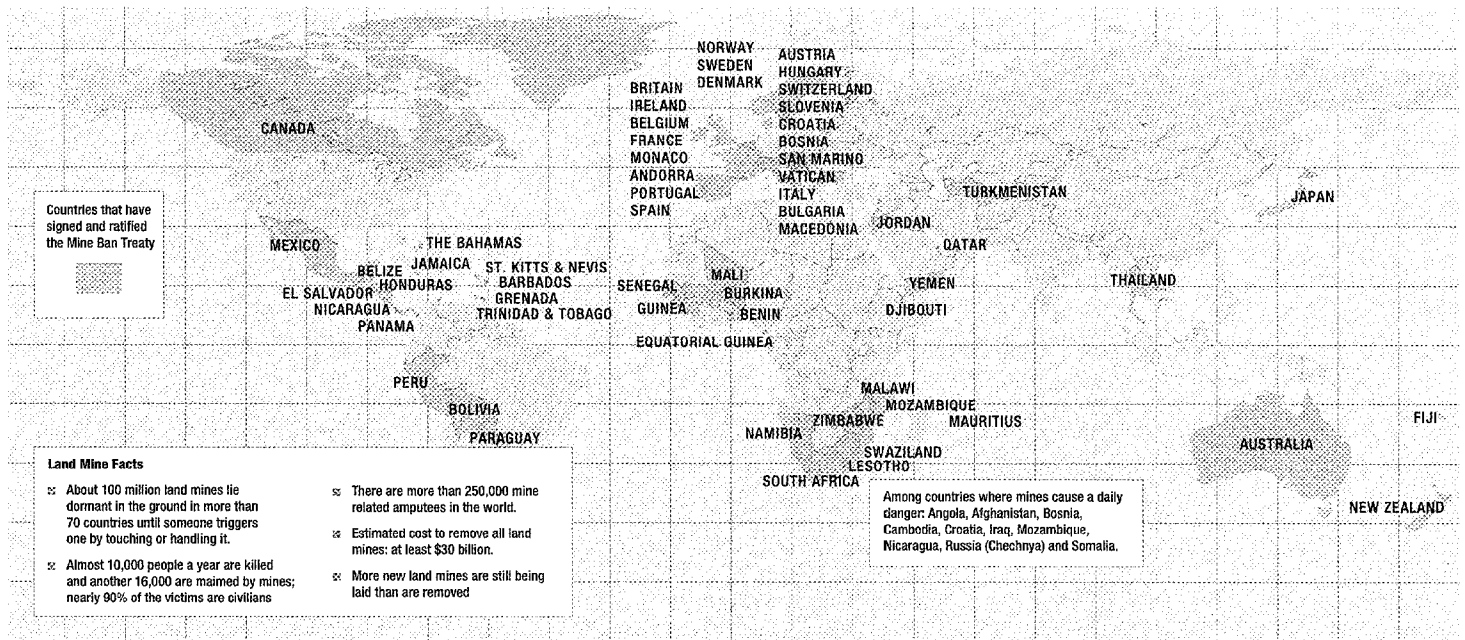 NORWAY
SWEDEN
DENMARK
AUSTRIA
HUNGARY
SWITZERLAND
SLOVENIA
CROATIA
BOSNIA
SAN MARINO
VATICAN
ITALY
BULGARIA
MACEDONIA
BRITAIN
IRELAND
BELGIUM
FRANCE
MONACO
ANDORRA
PORTUGAL
SPAIN
CANADA
TURKMENISTAN
JAPAN
JORDAN
QATAR
Countries that have
signed and ratified
the Mine Ban Treaty
MEXICO
THE BAHAMAS
JAMAICA
BELIZE
HONDURAS
EL SALVADOR
NICARAGUA
PANAMA
ST. KITTS & NEVIS
BARBADOS
GRENADA
TRINIDAD & TOBAGO
SENEGAL
GUINEA
MALI
BURKINA
BENIN
EQUATORIAL GUINEA
YEMEN
DJIBOUTI
THAILAND
PERU
BOLIVIA
PARAGUAY
MALAWI
MOZAMBIQUE
ZIMBABWE
MAURITIUS
NAMIBIA
SWAZILAND
LESOTHO
SOUTH AFRICA
FIJI
AUSTRALIA
NEW ZEALAND
Land Mine Facts
About 100 million land mines lie
dormant in the ground in more than
70 countries until someone triggers
one by touching or handling it.
Almost 10,000 people a year are killed
and another 16,000 are maimed by mines;
nearly 90% of the victims are civilians
There are more than 250,000 mine
related amputees in the world.
Estimated cost to remove all land
mines: at least $30 billion.
More new land mines are still being
laid than are removed
Among countries where mines cause a daily
danger: Angola, Afghanistan, Bosnia,
Cambodia, Croatia, Iraq, Mozambique,
Nicaragua, Russia (Chechnya) and Somalia.